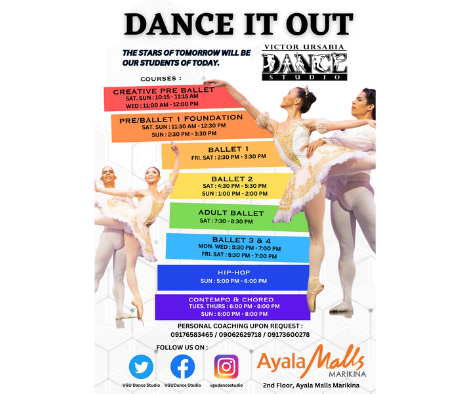 DANCE IT OUT
THE STARS OF TOMORROW WILL BE
OUR STUDENTS OF TODAY.
VICTOR URSABIA
DANCE
STUDIO
COURSES :
CREATIVE PRE BALLET
SAT. SUN : 10:15 - 11:15 AM
WED : 11:00 AM - 12:00 PM
PRE/BALLET 1 FOUNDATION
SAT. SUN : 11:30 AM - 12:30 PM
SUN : 2:30 PM - 3:30 PM
BALLET 1
FRI. SAT : 2:30 PM - 3:30 PM
BALLET 2
SAT : 4:30 PM - 5:30 PM
SUN : 1:00 PM - 2:00 PM
ADULT BALLET
SAT : 7:30 - 8:30 PM
BALLET 3 & 4
MON. WED : 5:30 PM - 7:00 PM
FRI. SAT : 5:30 PM - 7:00 PM
HIP-HOP
SUN : 5:00 PM - 6:00 PM
CONTEMPO & CHOREO
TUES. THURS : 6:00 PM - 8:00 PM
SUN : 6:00 PM - 8:00 PM
PERSONAL COACHING UPON REQUEST :
09176583465 / 09062629718 / 09173600278
FOLLOW US ON :
VGU Dance Studio
VGUDance Studio
vgudancestudio
Ayala Malls
MARIKINA
2nd Floor, Ayala Malls Marikina